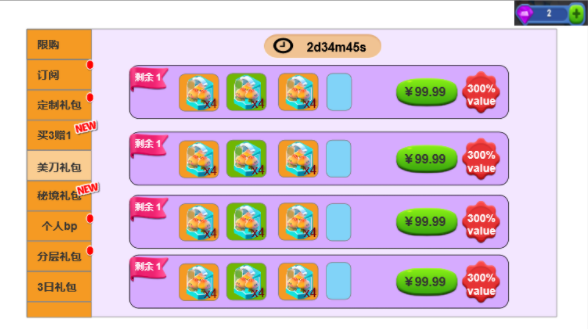 2
限购
订阅
定制礼包
买3赠1
NEW
美刀礼包
秘境礼包
NEW
个人bp
分层礼包
3日礼包
2d34m45s
剩余 1
x4
x4
x4
¥99.99
300%
value
剩余 1
x4
x4
x4
¥99.99
300%
value
剩余 1
x4
x4
x4
¥99.99
300%
value
剩余 1
x4
x4
x4
¥99.99
300%
value